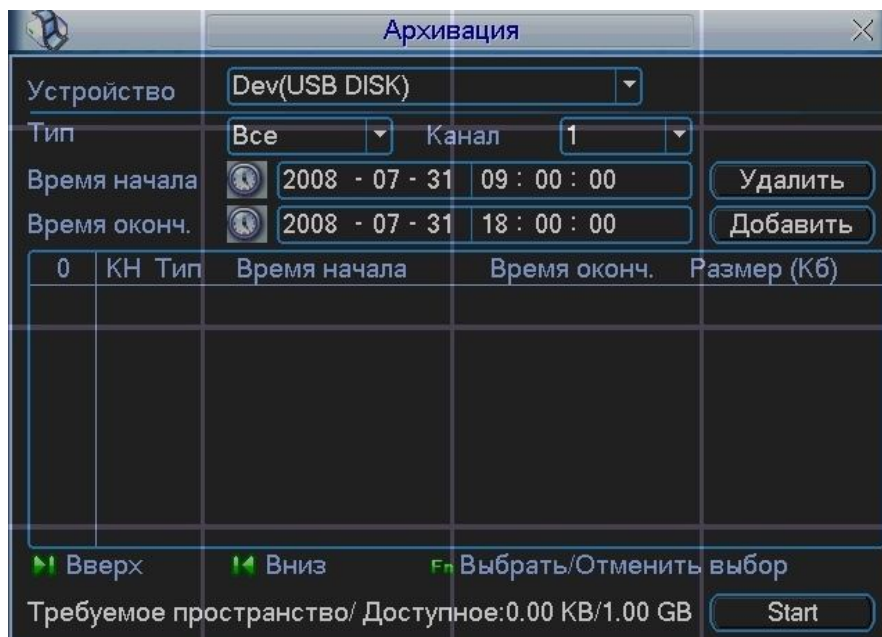 Архивация
Устройство Dev(USB DISK)
Тип Все Канал 1
Время начала 2008 - 07 - 31 09 : 00 : 00 Удалить
Время оконч. 2008 - 07 - 31 18 : 00 : 00 Добавить
0 КН Тип Время начала Время оконч. Размер (Кб)
Вверх Вниз Fn Выбрать/Отменить выбор
Требуемое пространство/ Доступное:0.00 KB/1.00 GB Start